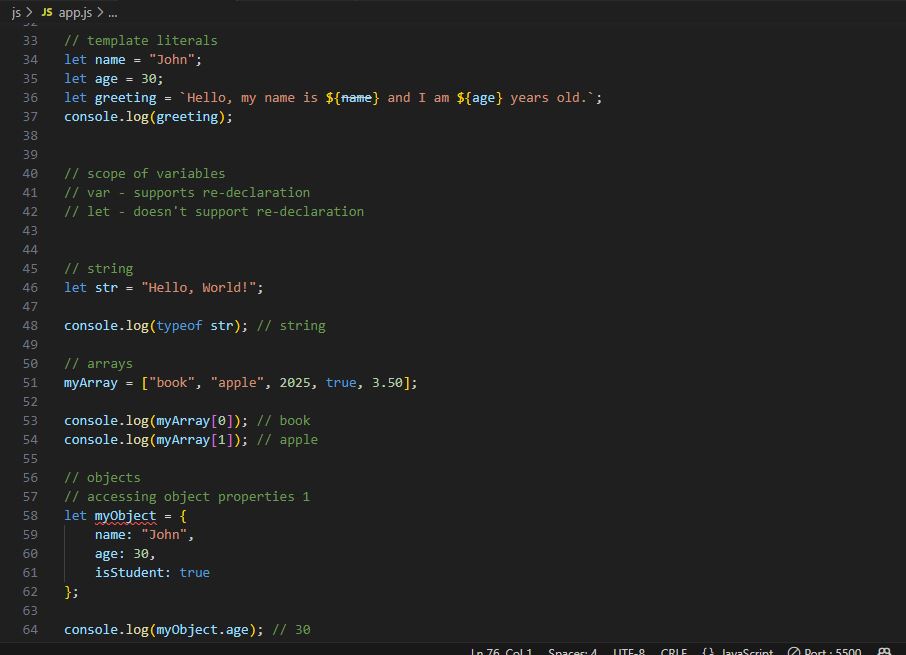 js > JS app.js > ...
32
33 // template literals
34 let name = "John";
35 let age = 30;
36 let greeting = `Hello, my name is ${name} and I am ${age} years old.`;
37 console.log(greeting);
38
39
40 // scope of variables
41 // var - supports re-declaration
42 // let - doesn't support re-declaration
43
44
45 // string
46 let str = "Hello, World!";
47
48 console.log(typeof str); // string
49
50 // arrays
51 myArray = ["book", "apple", 2025, true, 3.50];
52
53 console.log(myArray[0]); // book
54 console.log(myArray[1]); // apple
55
56 // objects
57 // accessing object properties 1
58 let myObject = {
59     name: "John",
60     age: 30,
61     isStudent: true
62 };
63
64 console.log(myObject.age); // 30
Ln 76, Col 1 Spaces: 4 UTF-8 CRLF {} JavaScript Port : 5500